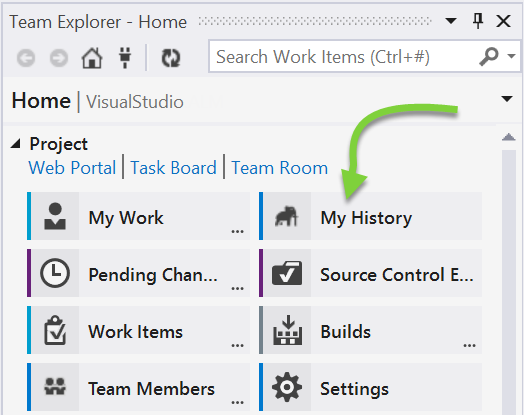 Team Explorer - Home
Search Work Items (Ctrl+#)
Home | VisualStudio
Project
Web Portal | Task Board | Team Room
My Work ...
My History
Pending Chan... ...
Source Control E...
Work Items ...
Builds ...
Team Members ...
Settings